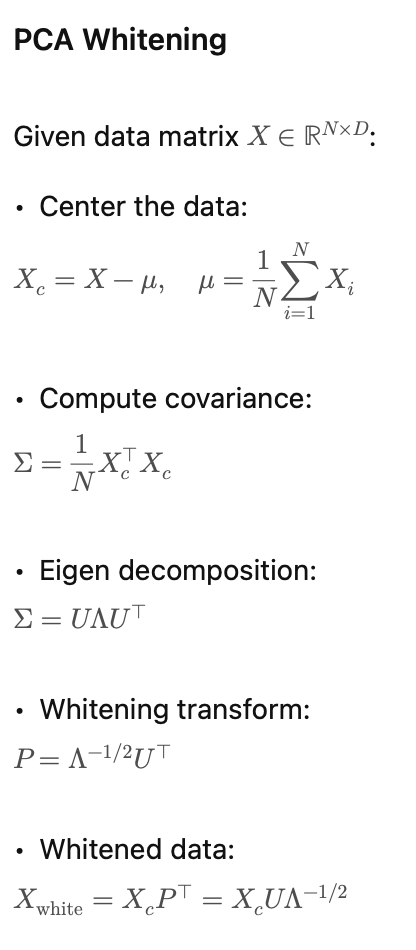 PCA Whitening
Given data matrix $X \in \mathbb{R}^{N \times D}$:
• Center the data:
$X_c = X - \mu, \quad \mu = \frac{1}{N} \sum_{i=1}^{N} X_i$
• Compute covariance:
$\Sigma = \frac{1}{N} X_c^\top X_c$
• Eigen decomposition:
$\Sigma = U \Lambda U^\top$
• Whitening transform:
$P = \Lambda^{-1/2} U^\top$
• Whitened data:
$X_{\text{white}} = X_c P^\top = X_c U \Lambda^{-1/2}$